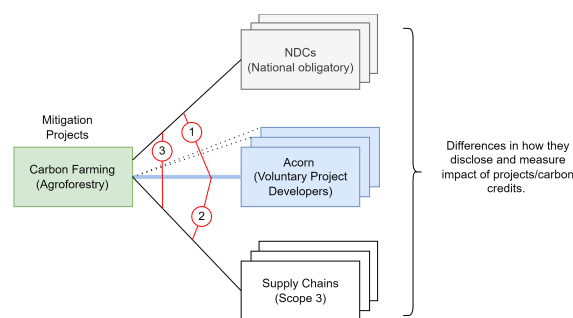 NDCs
(National obligatory)
Mitigation
Projects
1
3
Carbon Farming
(Agroforestry)
Acorn
(Voluntary Project
Developers)
2
Supply Chains
(Scope 3)
Differences in how they
disclose and measure
impact of projects/carbon
credits.